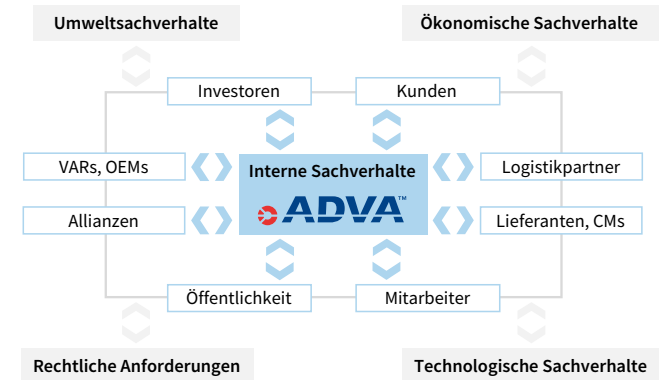 Umweltsachverhalte
Ökonomische Sachverhalte
Investoren
Kunden
VARs, OEMs
Interne Sachverhalte
Logistikpartner
ADVA™
Allianzen
Lieferanten, CMs
Öffentlichkeit
Mitarbeiter
Rechtliche Anforderungen
Technologische Sachverhalte